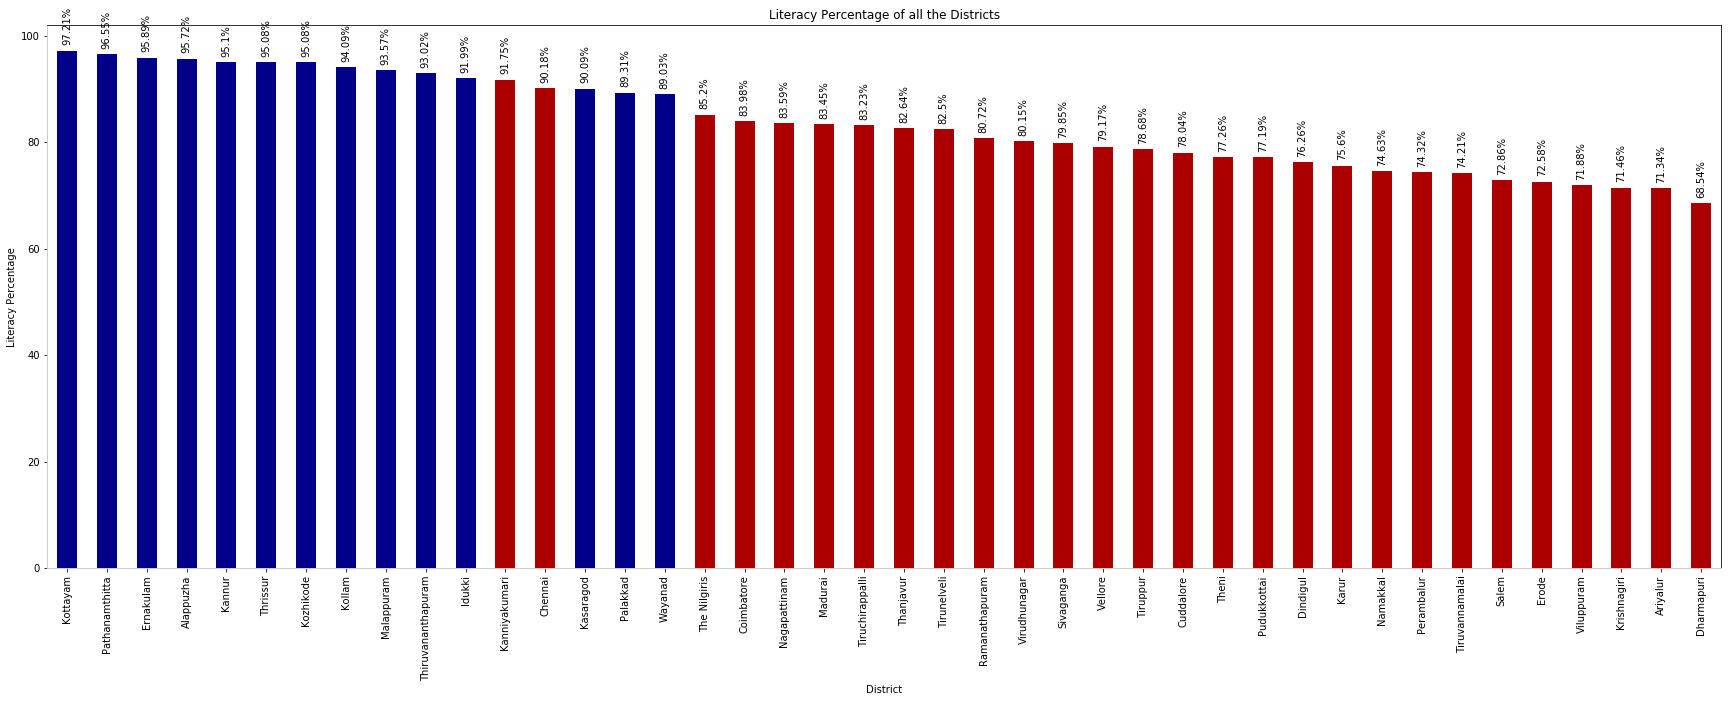 Literacy Percentage of all the Districts
97.21%
96.55%
95.89%
95.72%
95.1%
95.08%
95.08%
94.09%
93.57%
93.02%
91.99%
91.75%
90.18%
90.09%
89.31%
89.03%
85.2%
83.98%
83.59%
83.45%
83.23%
82.64%
82.5%
80.72%
80.15%
79.85%
79.17%
78.68%
78.04%
77.26%
77.19%
76.26%
75.6%
74.63%
74.32%
74.21%
72.86%
72.58%
71.88%
71.46%
71.34%
68.54%
100
80
60
40
20
0
Literacy Percentage
Kottayam
Pathanamthitta
Ernakulam
Alappuzha
Kannur
Thrissur
Kozhikode
Kollam
Malappuram
Thiruvananthapuram
Idukki
Kanniyakumari
Chennai
Kasaragod
Palakkad
Wayanad
The Nilgiris
Coimbatore
Nagapattinam
Madurai
Tiruchirappalli
Thanjavur
Tirunelveli
Ramanathapuram
Virudhunagar
Sivaganga
Vellore
Tiruppur
Cuddalore
Theni
Pudukkottai
Dindigul
Karur
Namakkal
Perambalur
Tiruvannamalai
Salem
Erode
Viluppuram
Krishnagiri
Ariyalur
Dharmapuri
District